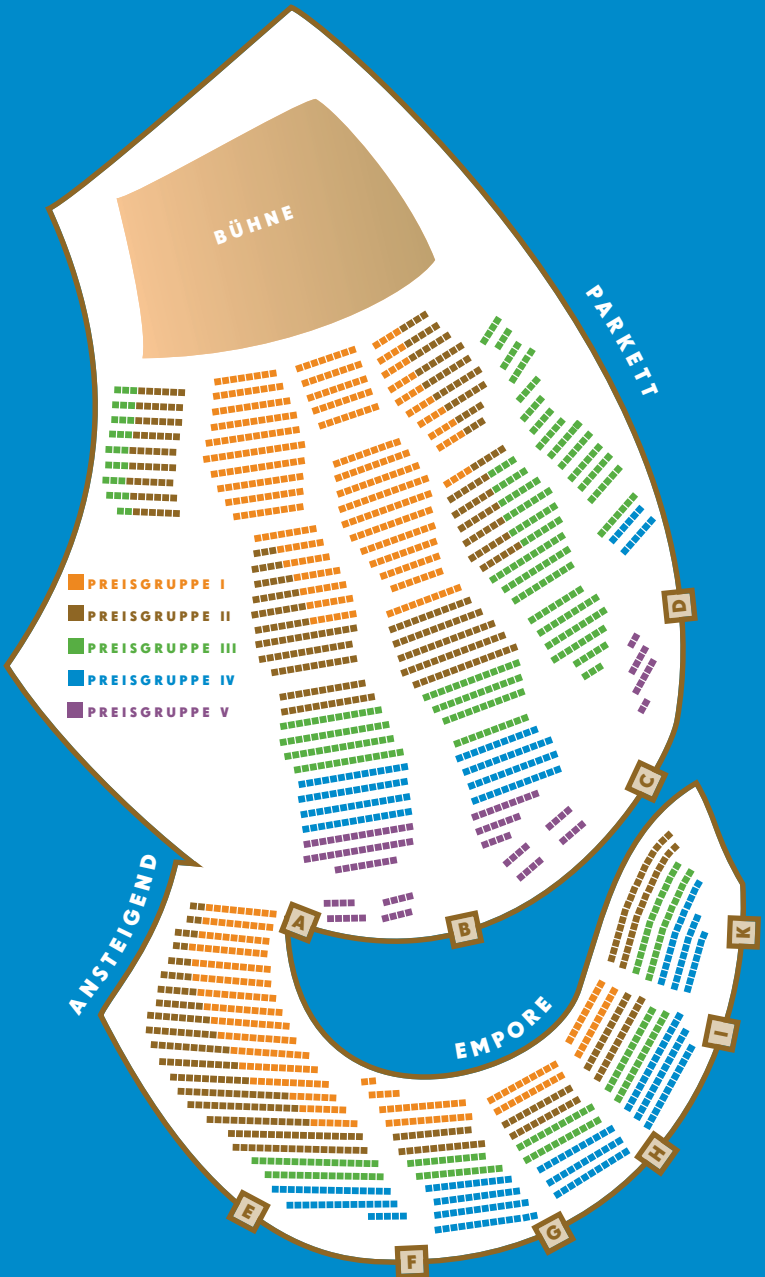 BÜHNE
PARKETT
PREISGRUPPE I
PREISGRUPPE II
PREISGRUPPE III
PREISGRUPPE IV
PREISGRUPPE V
D
C
ANSTEIGEND
A
B
K
EMPORE
I
H
E
G
F